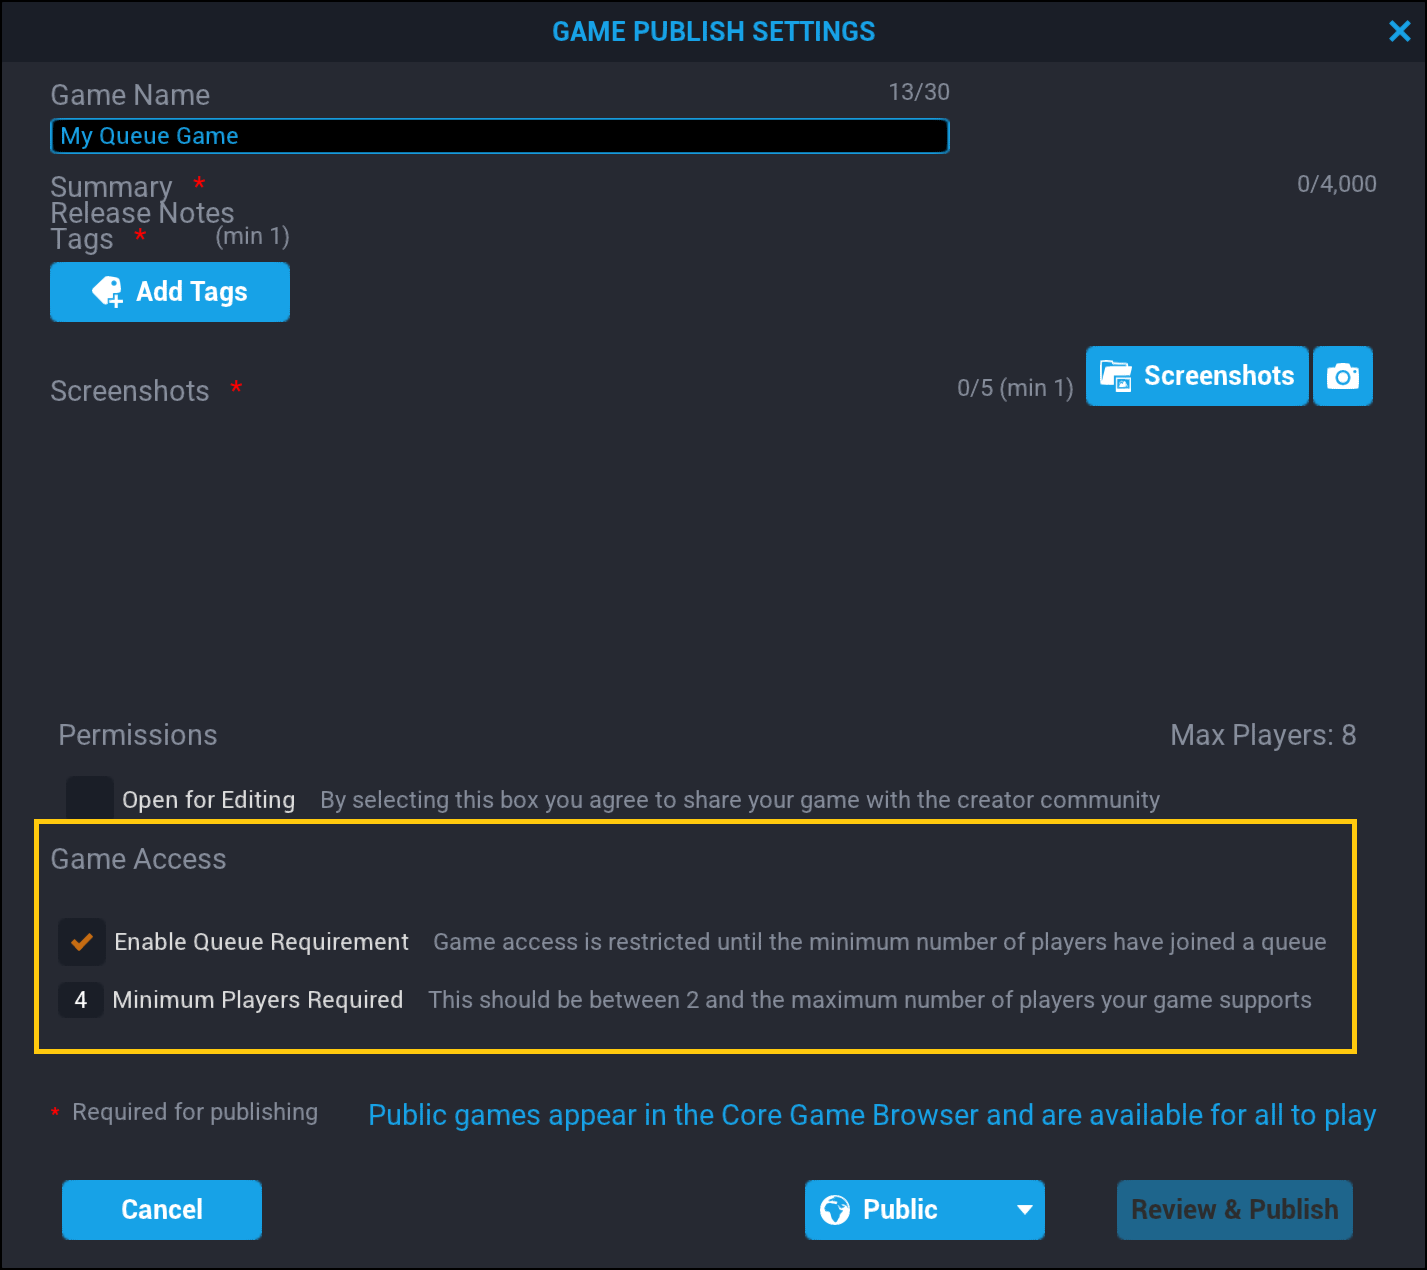 GAME PUBLISH SETTINGS
Game Name 13/30
My Queue Game
Summary * 0/4,000
Release Notes
Tags * (min 1)
Add Tags
Screenshots * 0/5 (min 1) Screenshots
Permissions Max Players: 8
Open for Editing By selecting this box you agree to share your game with the creator community
Game Access
Enable Queue Requirement Game access is restricted until the minimum number of players have joined a queue
4 Minimum Players Required This should be between 2 and the maximum number of players your game supports
* Required for publishing Public games appear in the Core Game Browser and are available for all to play
Cancel Public Review & Publish